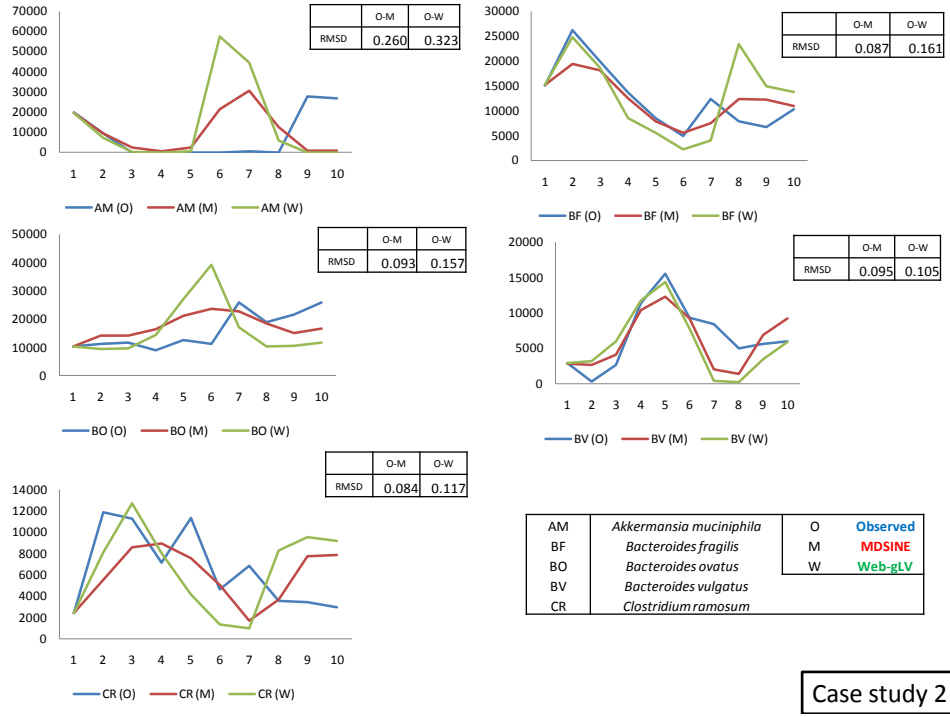 70000
60000
50000
40000
30000
20000
10000
0
1 2 3 4 5 6 7 8 9 10
AM (O) AM (M) AM (W)
O-M O-W
RMSD 0.260 0.323
30000
25000
20000
15000
10000
5000
0
1 2 3 4 5 6 7 8 9 10
BF (O) BF (M) BF (W)
O-M O-W
RMSD 0.087 0.161
50000
40000
30000
20000
10000
0
1 2 3 4 5 6 7 8 9 10
BO (O) BO (M) BO (W)
O-M O-W
RMSD 0.093 0.157
20000
15000
10000
5000
0
1 2 3 4 5 6 7 8 9 10
BV (O) BV (M) BV (W)
O-M O-W
RMSD 0.095 0.105
14000
12000
10000
8000
6000
4000
2000
0
1 2 3 4 5 6 7 8 9 10
CR (O) CR (M) CR (W)
O-M O-W
RMSD 0.084 0.117
AM Akkermansia muciniphila O Observed
BF Bacteroides fragilis M MDSINE
BO Bacteroides ovatus W Web-gLV
BV Bacteroides vulgatus
CR Clostridium ramosum
Case study 2